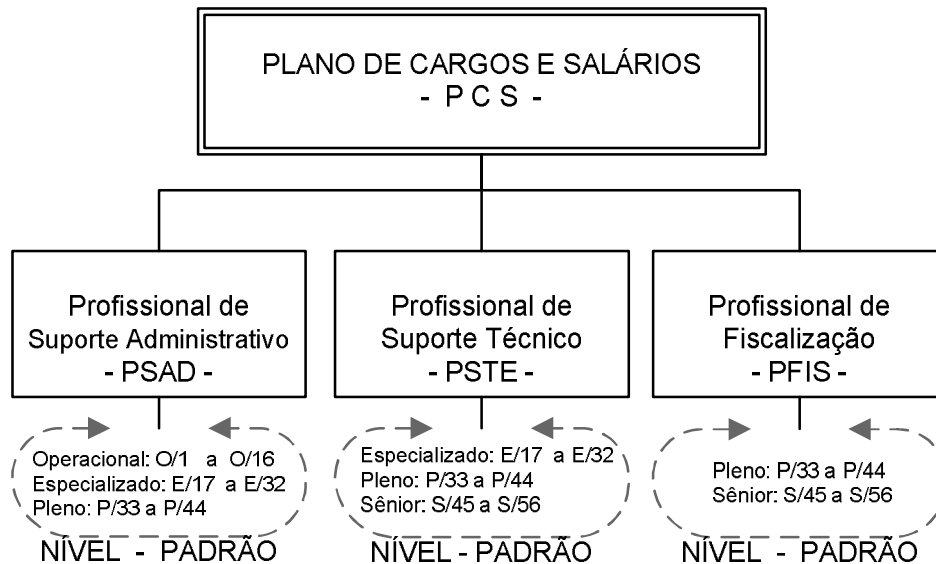 PLANO DE CARGOS E SALÁRIOS
- P C S -
Profissional de
Suporte Administrativo
- PSAD -
Operacional: O/1 a O/16
Especializado: E/17 a E/32
Pleno: P/33 a P/44
NÍVEL - PADRÃO
Profissional de
Suporte Técnico
- PSTE -
Especializado: E/17 a E/32
Pleno: P/33 a P/44
Sênior: S/45 a S/56
NÍVEL - PADRÃO
Profissional de
Fiscalização
- PFIS -
Pleno: P/33 a P/44
Sênior: S/45 a S/56
NÍVEL - PADRÃO